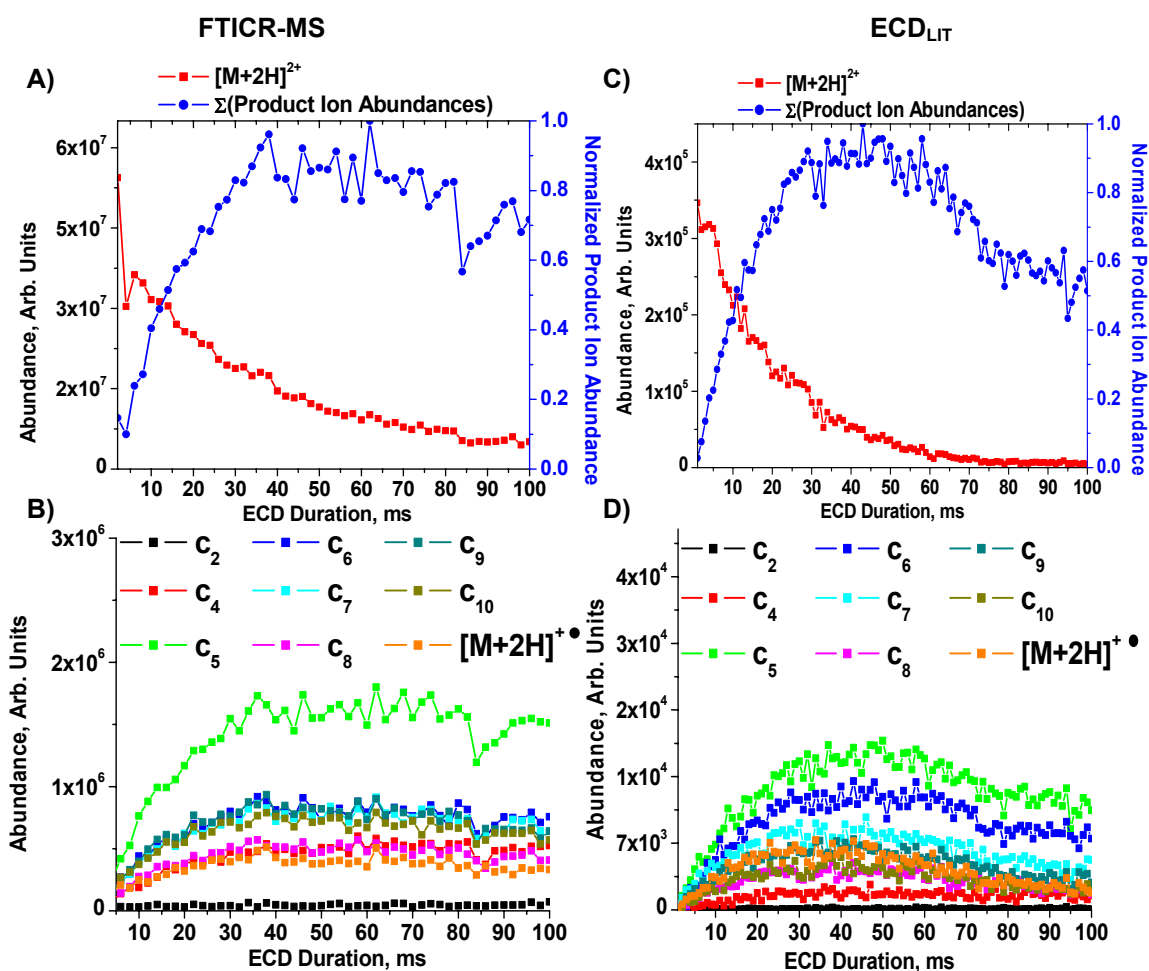 FTICR-MS
ECD_LIT
A)
[M+2H]²⁺
Σ(Product Ion Abundances)
6x10⁷
5x10⁷
3x10⁷
2x10⁷
0
1.0
0.8
0.6
0.4
0.2
0.0
10 20 30 40 50 60 70 80 90 100
Abundance, Arb. Units
Normalized Product Ion Abundance
ECD Duration, ms
C)
[M+2H]²⁺
Σ(Product Ion Abundances)
4x10⁵
3x10⁵
2x10⁵
1x10⁵
0
1.0
0.8
0.6
0.4
0.2
0.0
10 20 30 40 50 60 70 80 90 100
Abundance, Arb. Units
Normalized Product Ion Abundance
ECD Duration, ms
B)
C₂ C₆ C₉
C₄ C₇ C₁₀
C₅ C₈ [M+2H]⁺•
3x10⁶
2x10⁶
1x10⁶
0
10 20 30 40 50 60 70 80 90 100
Abundance, Arb. Units
ECD Duration, ms
D)
C₂ C₆ C₉
C₄ C₇ C₁₀
C₅ C₈ [M+2H]⁺•
4x10⁴
3x10⁴
2x10⁴
1x10⁴
7x10³
0
10 20 30 40 50 60 70 80 90 100
Abundance, Arb. Units
ECD Duration, ms